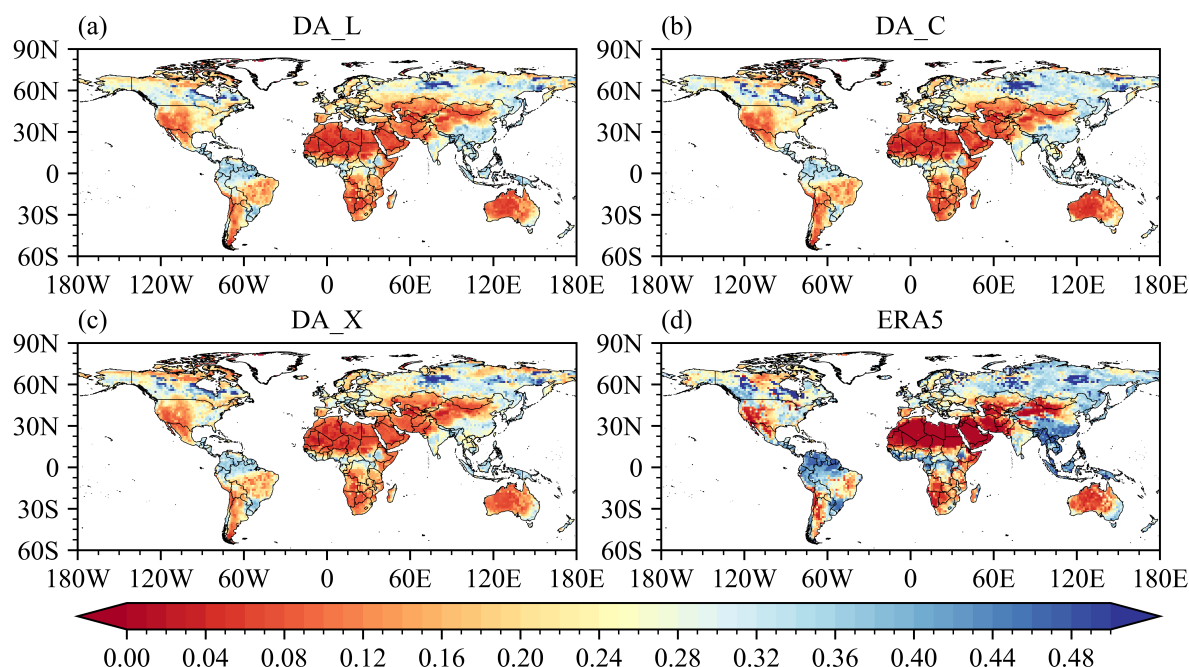 (a) DA_L (b) DA_C
90N 90N
60N 60N
30N 30N
0 0
30S 30S
60S 60S
180W 120W 60W 0 60E 120E 180E 180W 120W 60W 0 60E 120E 180E
(c) DA_X (d) ERA5
90N 90N
60N 60N
30N 30N
0 0
30S 30S
60S 60S
180W 120W 60W 0 60E 120E 180E 180W 120W 60W 0 60E 120E 180E
0.00 0.04 0.08 0.12 0.16 0.20 0.24 0.28 0.32 0.36 0.40 0.44 0.48